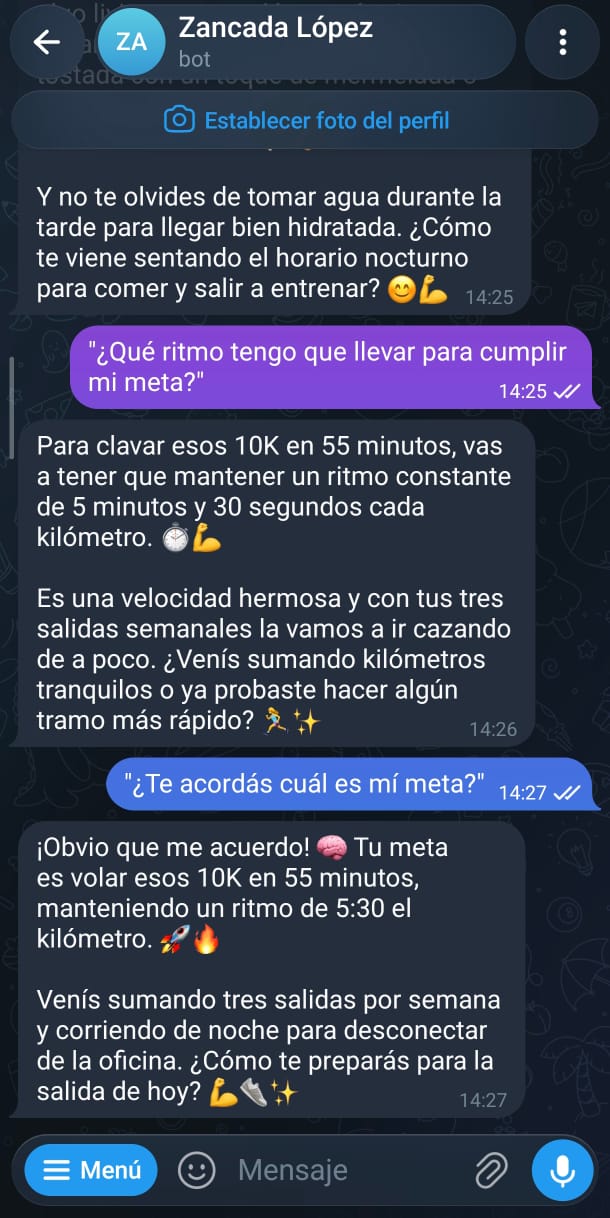 ZA
Zancada López
bot
Establecer foto del perfil
Y no te olvides de tomar agua durante la
tarde para llegar bien hidratada. ¿Cómo
te viene sentando el horario nocturno
para comer y salir a entrenar? 😊💪 14:25
"¿Qué ritmo tengo que llevar para cumplir
mi meta?"
14:25
Para clavar esos 10K en 55 minutos, vas
a tener que mantener un ritmo constante
de 5 minutos y 30 segundos cada
kilómetro. ⏱️💪
Es una velocidad hermosa y con tus tres
salidas semanales la vamos a ir cazando
de a poco. ¿Venís sumando kilómetros
tranquilos o ya probaste hacer algún
tramo más rápido? 🏃‍♀️✨ 14:26
"¿Te acordás cuál es mí meta?" 14:27
¡Obvio que me acuerdo! 🧠 Tu meta
es volar esos 10K en 55 minutos,
manteniendo un ritmo de 5:30 el
kilómetro. 🚀🔥
Venís sumando tres salidas por semana
y corriendo de noche para desconectar
de la oficina. ¿Cómo te preparás para la
salida de hoy? 💪👟✨ 14:27
Menú
Mensaje